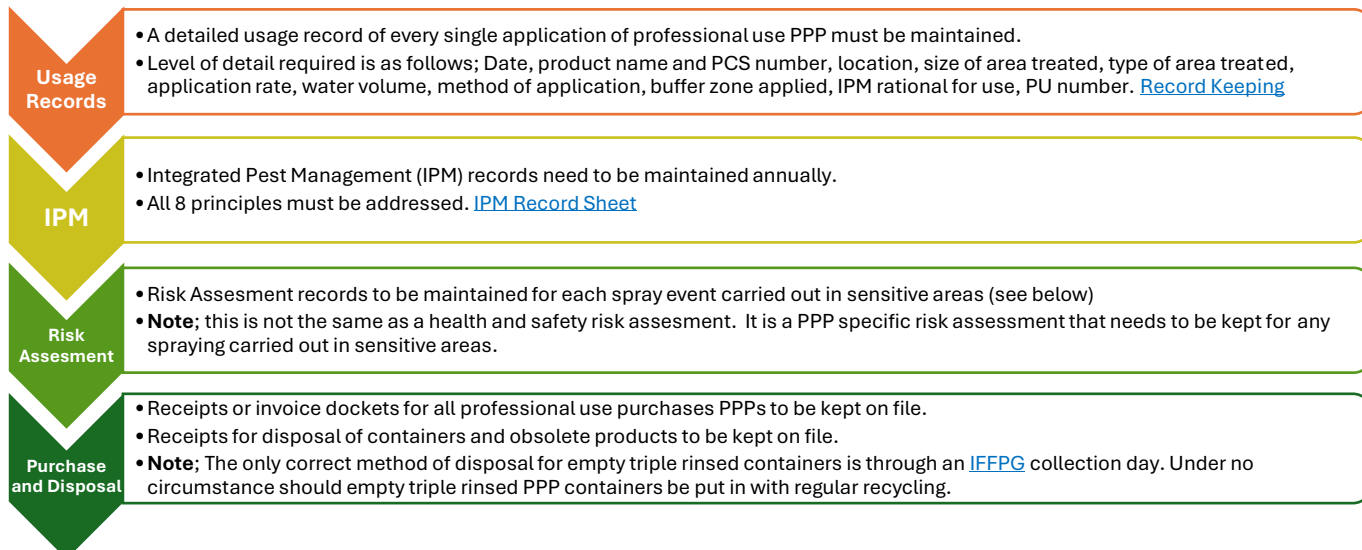 Usage
Records
•A detailed usage record of every single application of professional use PPP must be maintained.
•Level of detail required is as follows; Date, product name and PCS number, location, size of area treated, type of area treated,
application rate, water volume, method of application, buffer zone applied, IPM rational for use, PU number. Record Keeping
IPM
•Integrated Pest Management (IPM) records need to be maintained annually.
•All 8 principles must be addressed. IPM Record Sheet
Risk
Assesment
•Risk Assesment records to be maintained for each spray event carried out in sensitive areas (see below)
•Note; this is not the same as a health and safety risk assesment. It is a PPP specific risk assessment that needs to be kept for any
spraying carried out in sensitive areas.
Purchase
and Disposal
•Receipts or invoice dockets for all professional use purchases PPPs to be kept on file.
•Receipts for disposal of containers and obsolete products to be kept on file.
•Note; The only correct method of disposal for empty triple rinsed containers is through an IFFPG collection day. Under no
circumstance should empty triple rinsed PPP containers be put in with regular recycling.